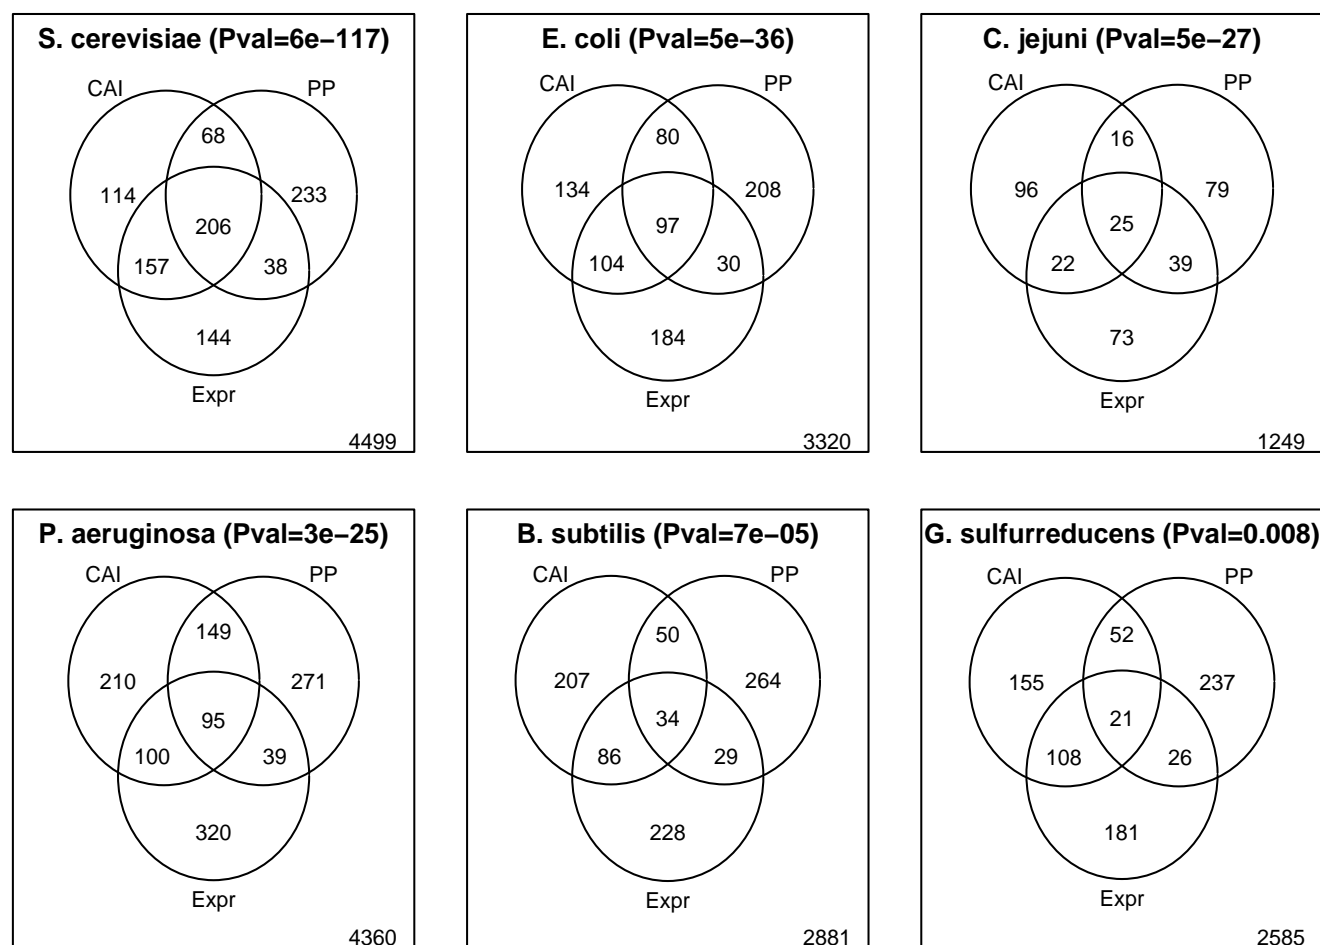 S. cerevisiae (Pval=6e−117)
CAI PP
68
114 233
206
157 38
144
Expr
4499
E. coli (Pval=5e−36)
CAI PP
80
134 208
97
104 30
184
Expr
3320
C. jejuni (Pval=5e−27)
CAI PP
16
96 79
25
22 39
73
Expr
1249
P. aeruginosa (Pval=3e−25)
CAI PP
149
210 271
95
100 39
320
Expr
4360
B. subtilis (Pval=7e−05)
CAI PP
50
207 264
34
86 29
228
Expr
2881
G. sulfurreducens (Pval=0.008)
CAI PP
52
155 237
21
108 26
181
Expr
2585